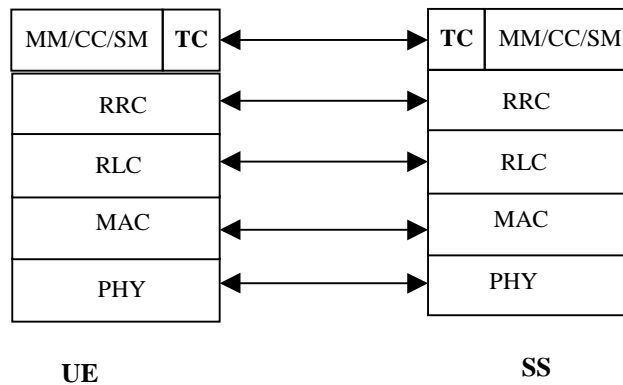 MM/CC/SM TC TC MM/CC/SM
RRC RRC
RLC RLC
MAC MAC
PHY PHY
UE SS